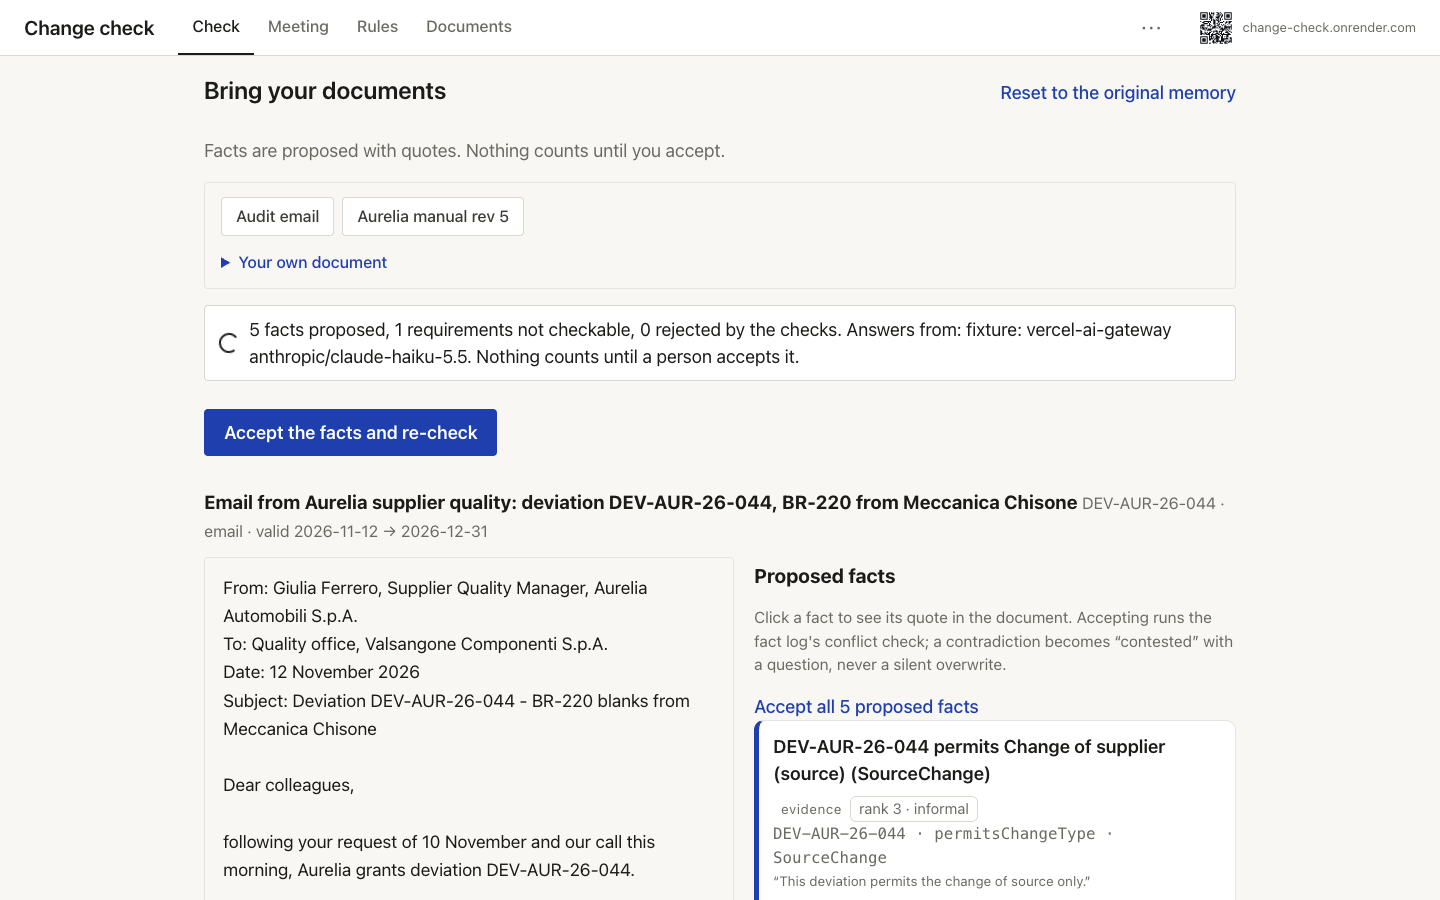 Change check
Check
Meeting
Rules
Documents
···
change-check.onrender.com
Bring your documents
Reset to the original memory
Facts are proposed with quotes. Nothing counts until you accept.
Audit email
Aurelia manual rev 5
Your own document
5 facts proposed, 1 requirements not checkable, 0 rejected by the checks. Answers from: fixture: vercel-ai-gateway
anthropic/claude-haiku-5.5. Nothing counts until a person accepts it.
Accept the facts and re-check
Email from Aurelia supplier quality: deviation DEV-AUR-26-044, BR-220 from Meccanica Chisone DEV-AUR-26-044 ·
email · valid 2026-11-12 → 2026-12-31
From: Giulia Ferrero, Supplier Quality Manager, Aurelia
Automobili S.p.A.
To: Quality office, Valsangone Componenti S.p.A.
Date: 12 November 2026
Subject: Deviation DEV-AUR-26-044 - BR-220 blanks from
Meccanica Chisone
Dear colleagues,
following your request of 10 November and our call this
morning, Aurelia grants deviation DEV-AUR-26-044.
Proposed facts
Click a fact to see its quote in the document. Accepting runs the
fact log's conflict check; a contradiction becomes “contested” with
a question, never a silent overwrite.
Accept all 5 proposed facts
DEV-AUR-26-044 permits Change of supplier
(source) (SourceChange)
evidence
rank 3 · informal
DEV-AUR-26-044 · permitsChangeType ·
SourceChange
“This deviation permits the change of source only.”